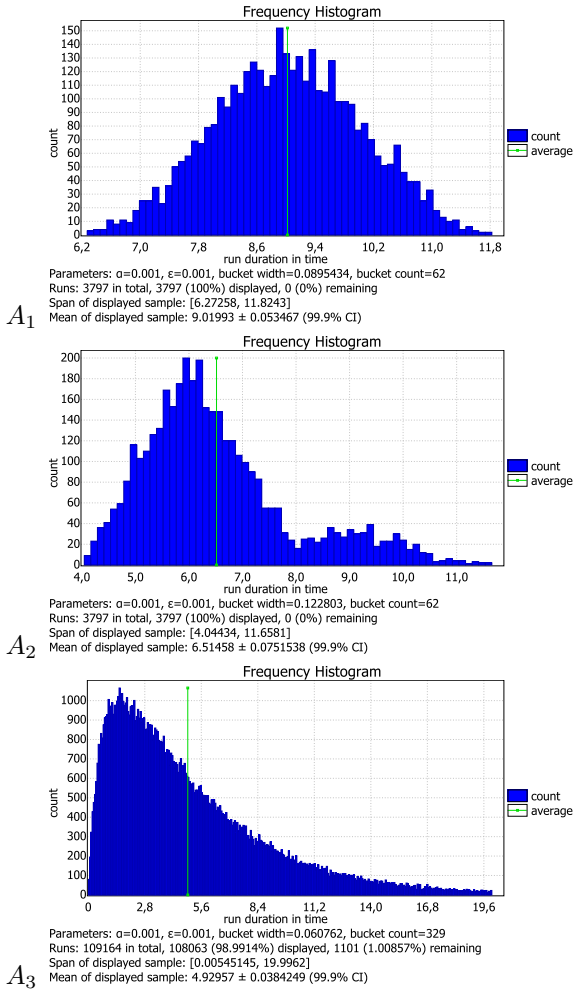 Frequency Histogram
150
140
130
120
110
100
90
80
70
60
50
40
30
20
10
0
count
6,2 7,0 7,8 8,6 9,4 10,2 11,0 11,8
run duration in time
count
average
Parameters: α=0.001, ε=0.001, bucket width=0.0895434, bucket count=62
Runs: 3797 in total, 3797 (100%) displayed, 0 (0%) remaining
Span of displayed sample: [6.27258, 11.8243]
Mean of displayed sample: 9.01993 ± 0.053467 (99.9% CI)
A1
Frequency Histogram
200
180
160
140
120
100
80
60
40
20
0
count
4,0 5,0 6,0 7,0 8,0 9,0 10,0 11,0
run duration in time
count
average
Parameters: α=0.001, ε=0.001, bucket width=0.122803, bucket count=62
Runs: 3797 in total, 3797 (100%) displayed, 0 (0%) remaining
Span of displayed sample: [4.04434, 11.6581]
Mean of displayed sample: 6.51458 ± 0.0751538 (99.9% CI)
A2
Frequency Histogram
1000
900
800
700
600
500
400
300
200
100
0
count
0 2,8 5,6 8,4 11,2 14,0 16,8 19,6
run duration in time
count
average
Parameters: α=0.001, ε=0.001, bucket width=0.060762, bucket count=329
Runs: 109164 in total, 108063 (98.9914%) displayed, 1101 (1.00857%) remaining
Span of displayed sample: [0.00545145, 19.9962]
Mean of displayed sample: 4.92957 ± 0.0384249 (99.9% CI)
A3